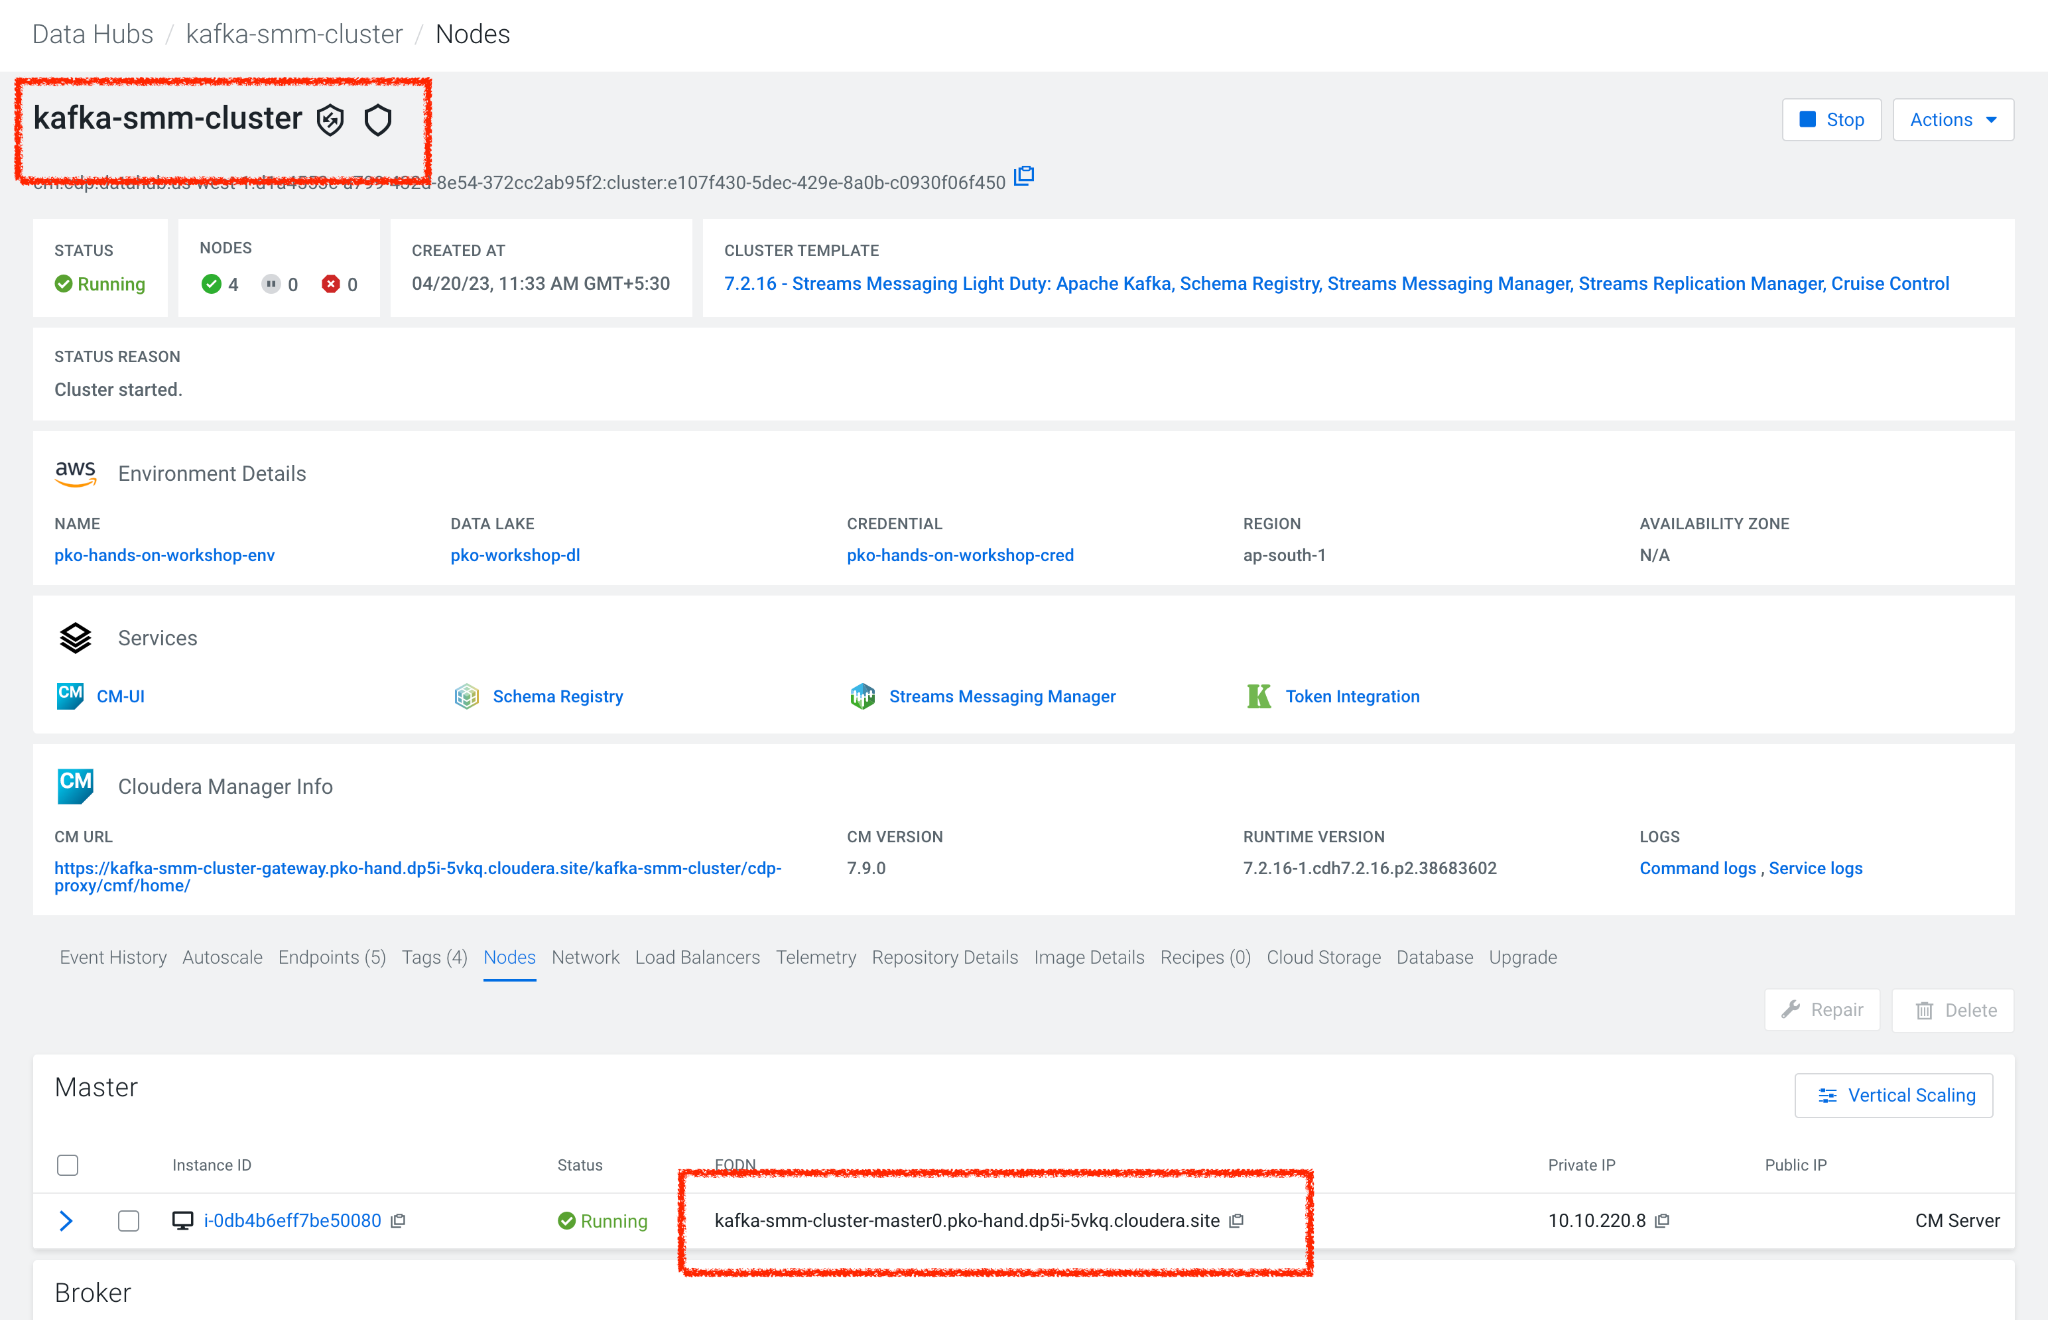 Data Hubs / kafka-smm-cluster / Nodes
kafka-smm-cluster
Stop
Actions
8e54-372cc2ab95f2:cluster:e107f430-5dec-429e-8a0b-c0930f06f450
STATUS
Running
NODES
4 0 0
CREATED AT
04/20/23, 11:33 AM GMT+5:30
CLUSTER TEMPLATE
7.2.16 - Streams Messaging Light Duty: Apache Kafka, Schema Registry, Streams Messaging Manager, Streams Replication Manager, Cruise Control
STATUS REASON
Cluster started.
aws Environment Details
NAME DATA LAKE CREDENTIAL REGION AVAILABILITY ZONE
pko-hands-on-workshop-env pko-workshop-dl pko-hands-on-workshop-cred ap-south-1 N/A
Services
CM CM-UI Schema Registry Streams Messaging Manager K Token Integration
CM Cloudera Manager Info
CM URL CM VERSION RUNTIME VERSION LOGS
https://kafka-smm-cluster-gateway.pko-hand.dp5i-5vkq.cloudera.site/kafka-smm-cluster/cdp-
proxy/cmf/home/
7.9.0 7.2.16-1.cdh7.2.16.p2.38683602 Command logs , Service logs
Event History Autoscale Endpoints (5) Tags (4) Nodes Network Load Balancers Telemetry Repository Details Image Details Recipes (0) Cloud Storage Database Upgrade
Repair Delete
Master
Vertical Scaling
Instance ID Status FQDN Private IP Public IP
i-0db4b6eff7be50080 Running kafka-smm-cluster-master0.pko-hand.dp5i-5vkq.cloudera.site 10.10.220.8 CM Server
Broker